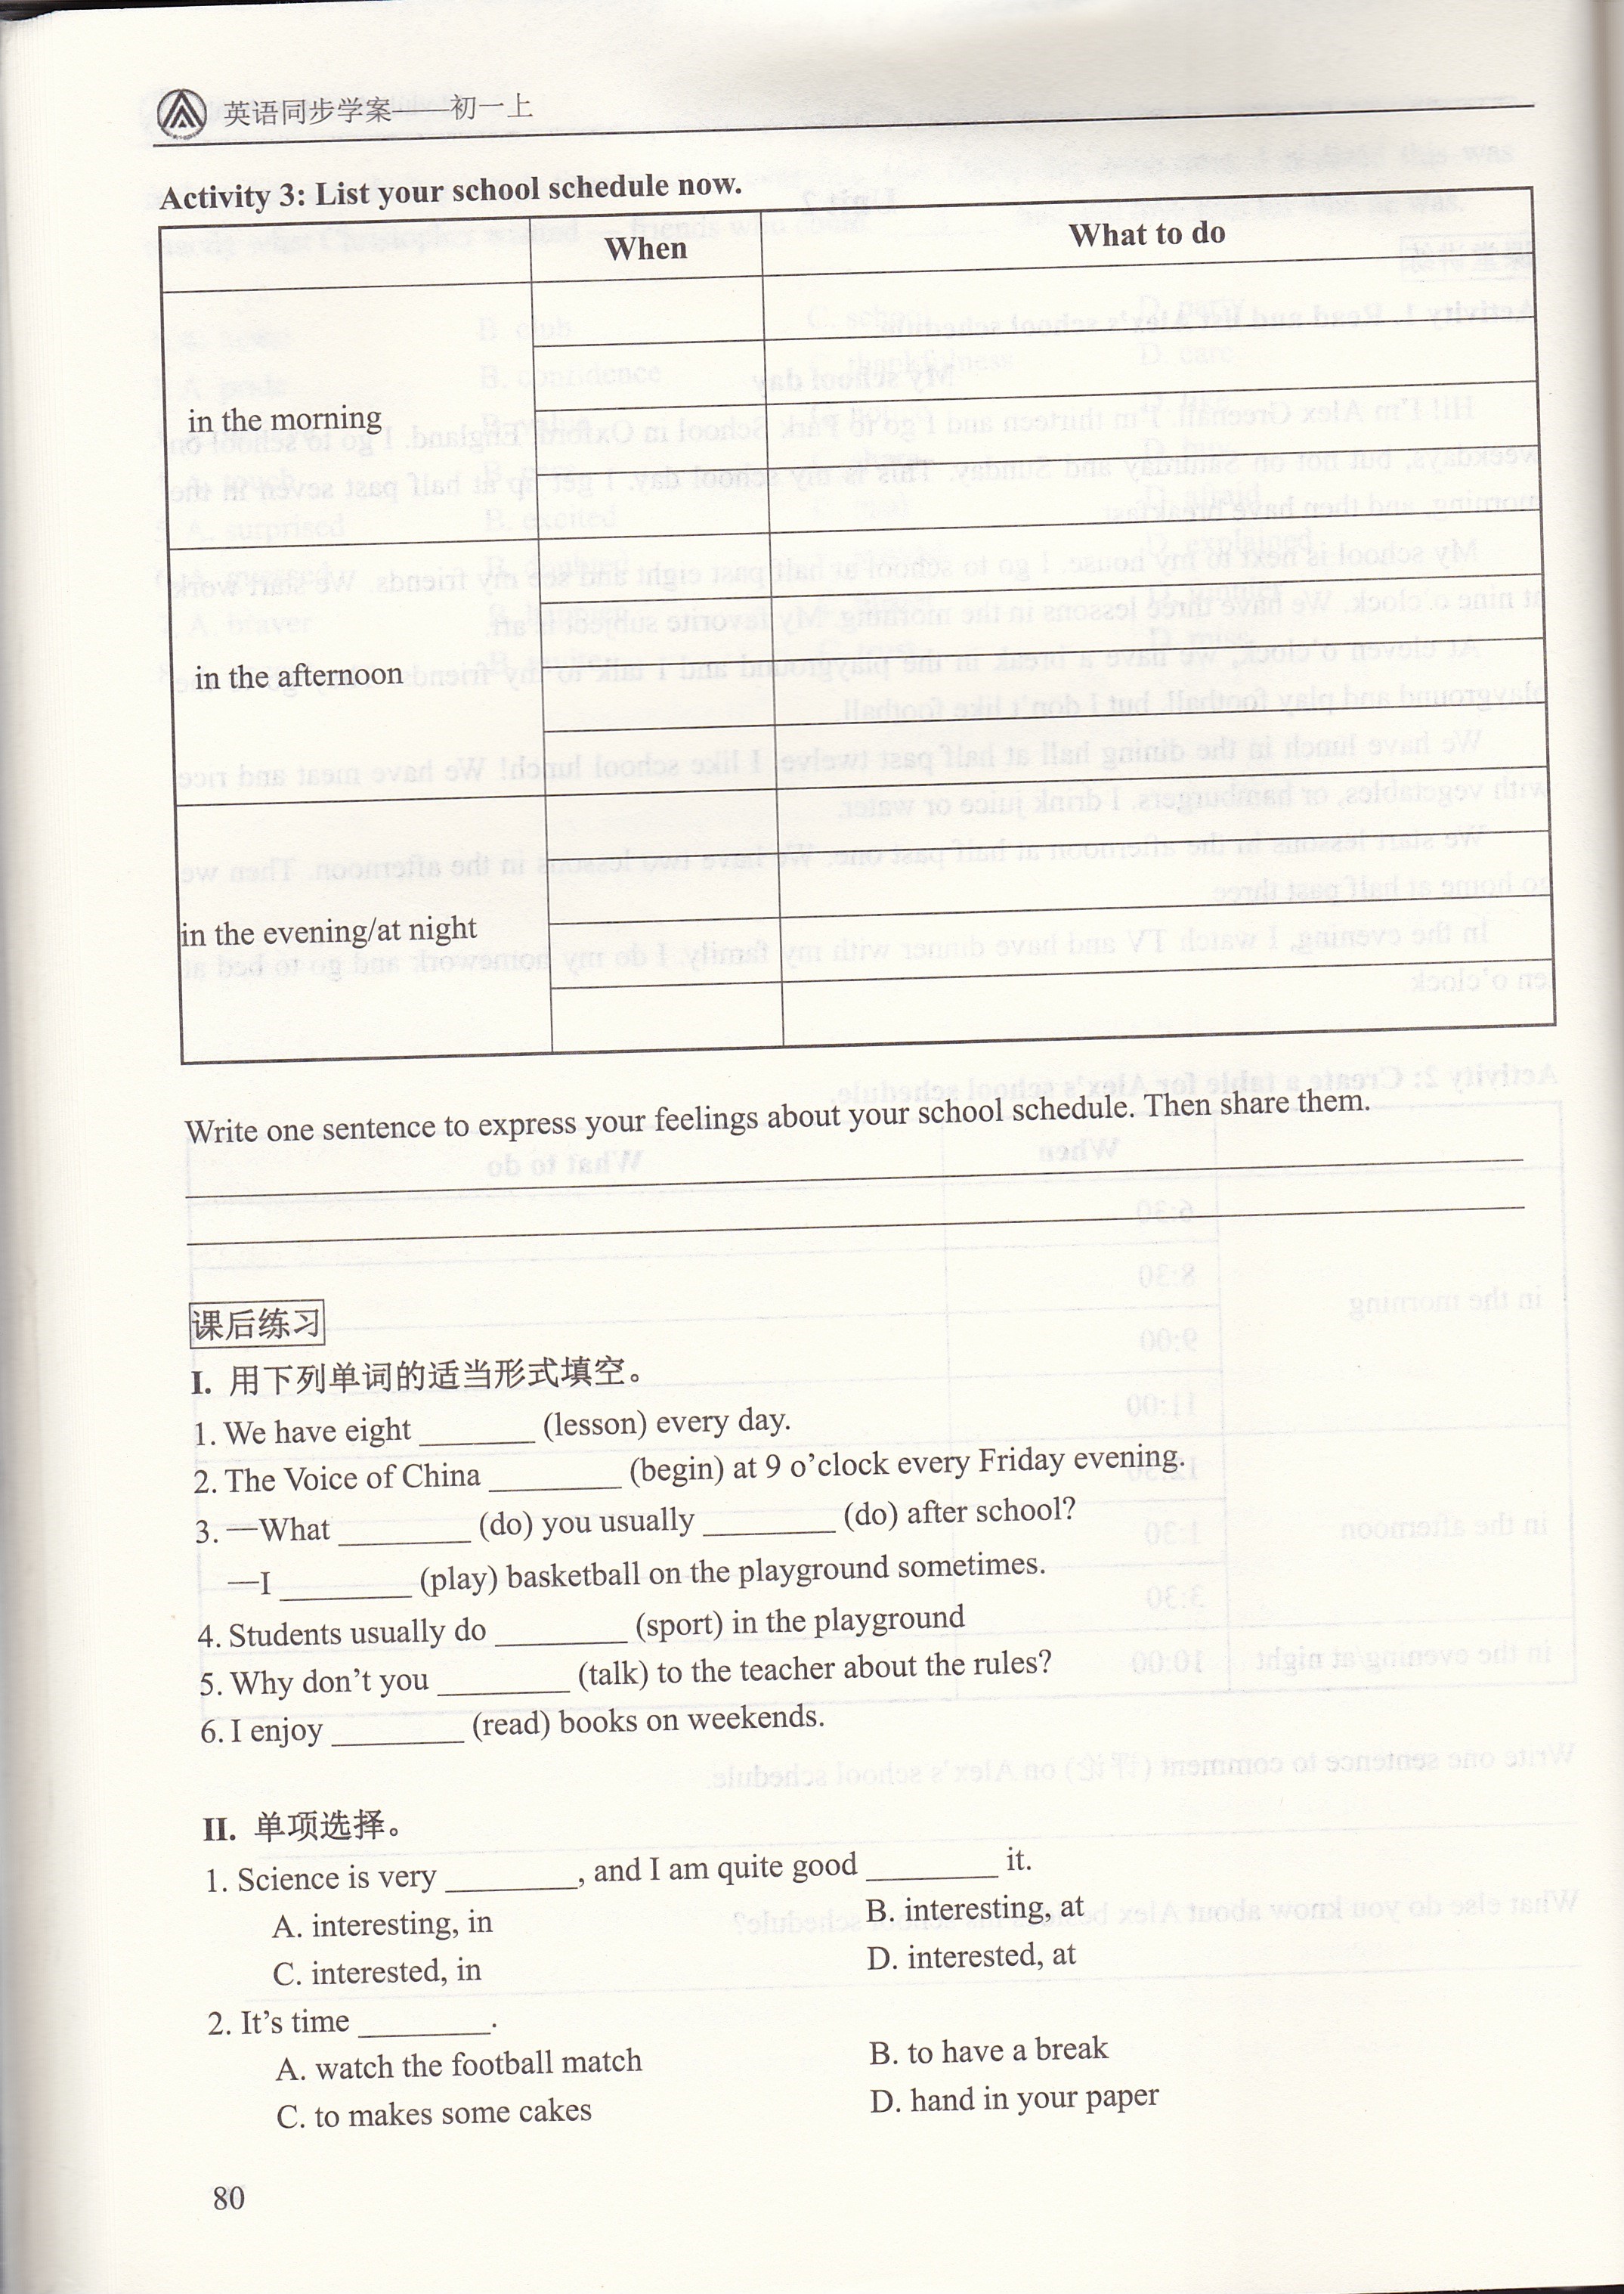 英语同步学案——初一上
Activity 3: List your school schedule now.
When What to do
in the morning
in the afternoon
in the evening/at night
Write one sentence to express your feelings about your school schedule. Then share them.
课后练习
I. 用下列单词的适当形式填空。
1. We have eight ________ (lesson) every day.
2. The Voice of China ________ (begin) at 9 o’clock every Friday evening.
3. —What ________ (do) you usually ________ (do) after school?
—I ________ (play) basketball on the playground sometimes.
4. Students usually do ________ (sport) in the playground
5. Why don’t you ________ (talk) to the teacher about the rules?
6. I enjoy ________ (read) books on weekends.
II. 单项选择。
1. Science is very ________, and I am quite good ________ it.
A. interesting, in B. interesting, at
C. interested, in D. interested, at
2. It’s time ________.
A. watch the football match B. to have a break
C. to makes some cakes D. hand in your paper
80